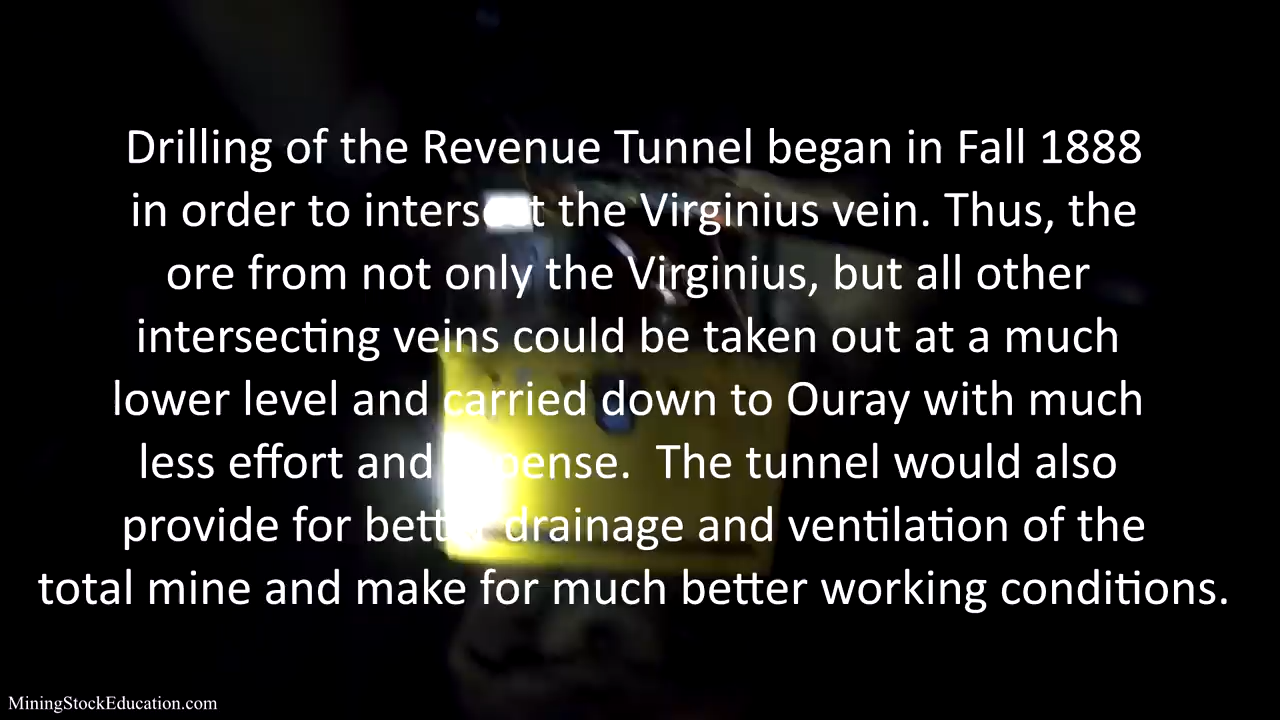 Drilling of the Revenue Tunnel began in Fall 1888
in order to intersect the Virginius vein. Thus, the
ore from not only the Virginius, but all other
intersecting veins could be taken out at a much
lower level and carried down to Ouray with much
less effort and expense. The tunnel would also
provide for better drainage and ventilation of the
total mine and make for much better working conditions.
MiningStockEducation.com